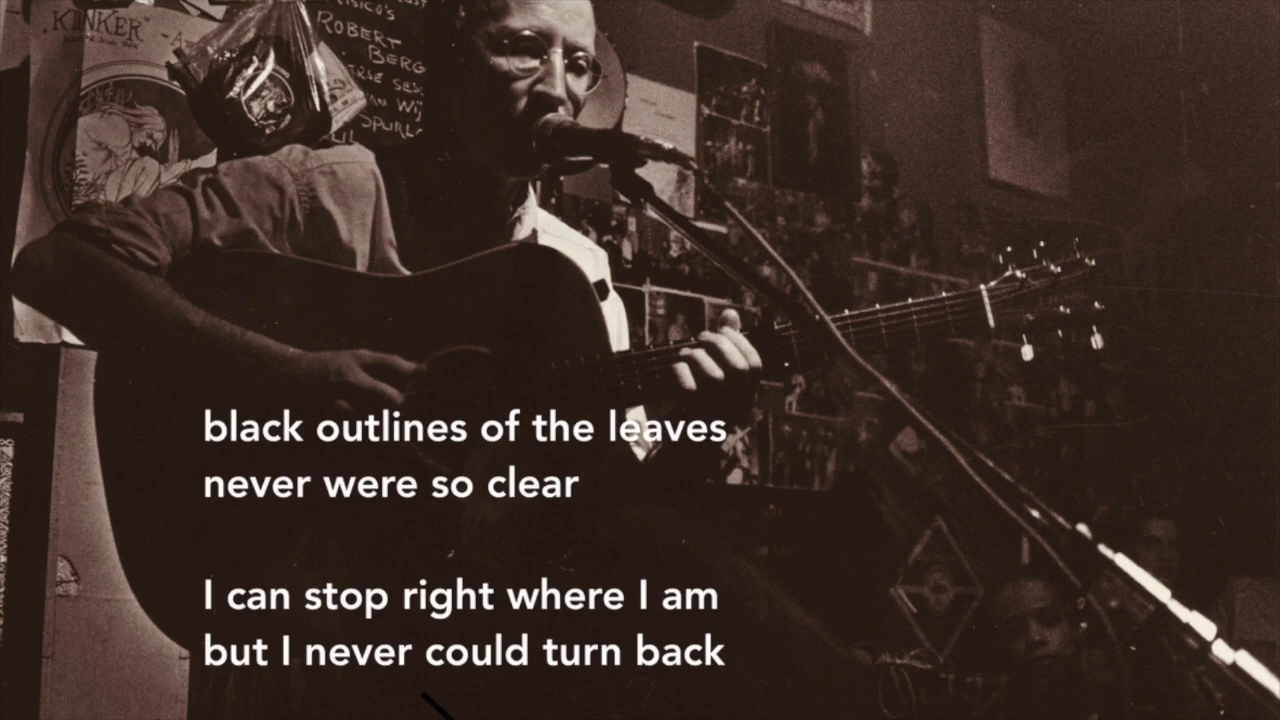 KINKER
ROBERT
BERG
black outlines of the leaves
never were so clear
I can stop right where I am
but I never could turn back